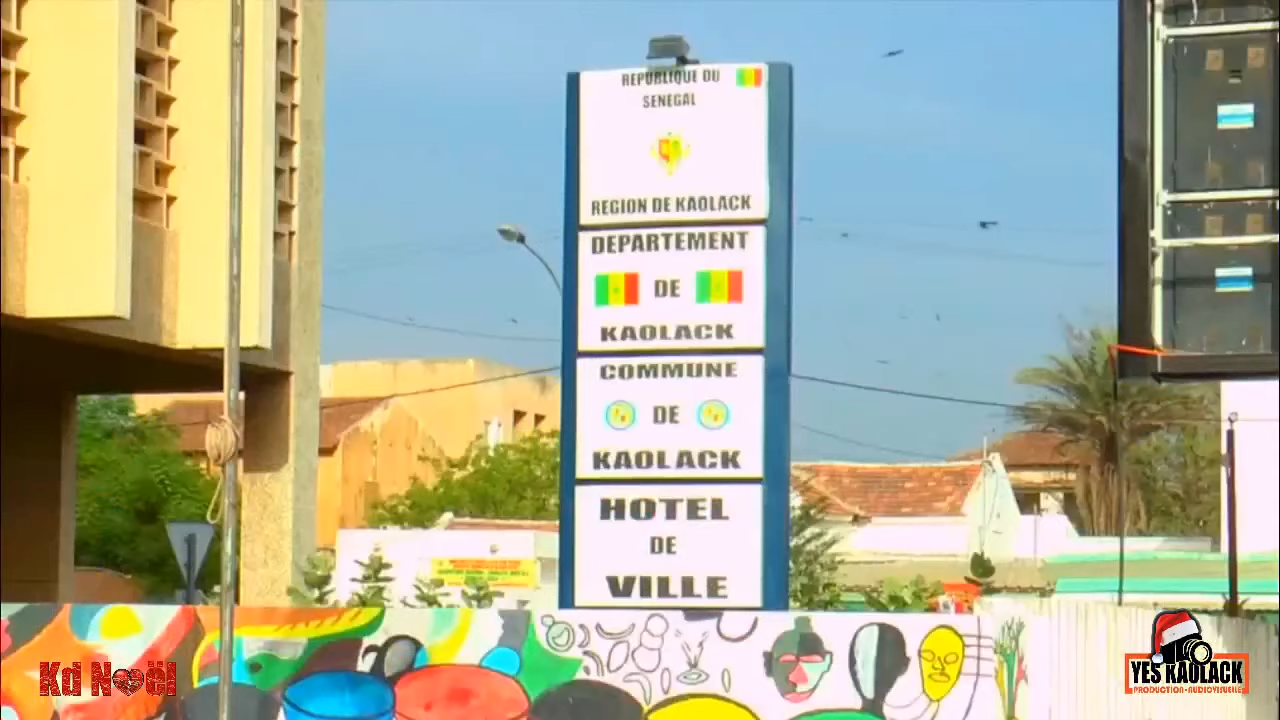 REPUBLIQUE DU
SENEGAL
REGION DE KAOLACK
DEPARTEMENT
DE
KAOLACK
COMMUNE
DE
KAOLACK
HOTEL
DE
VILLE
Kd Noël
YES KAOLACK
PRODUCTION-AUDIOVISUELLE